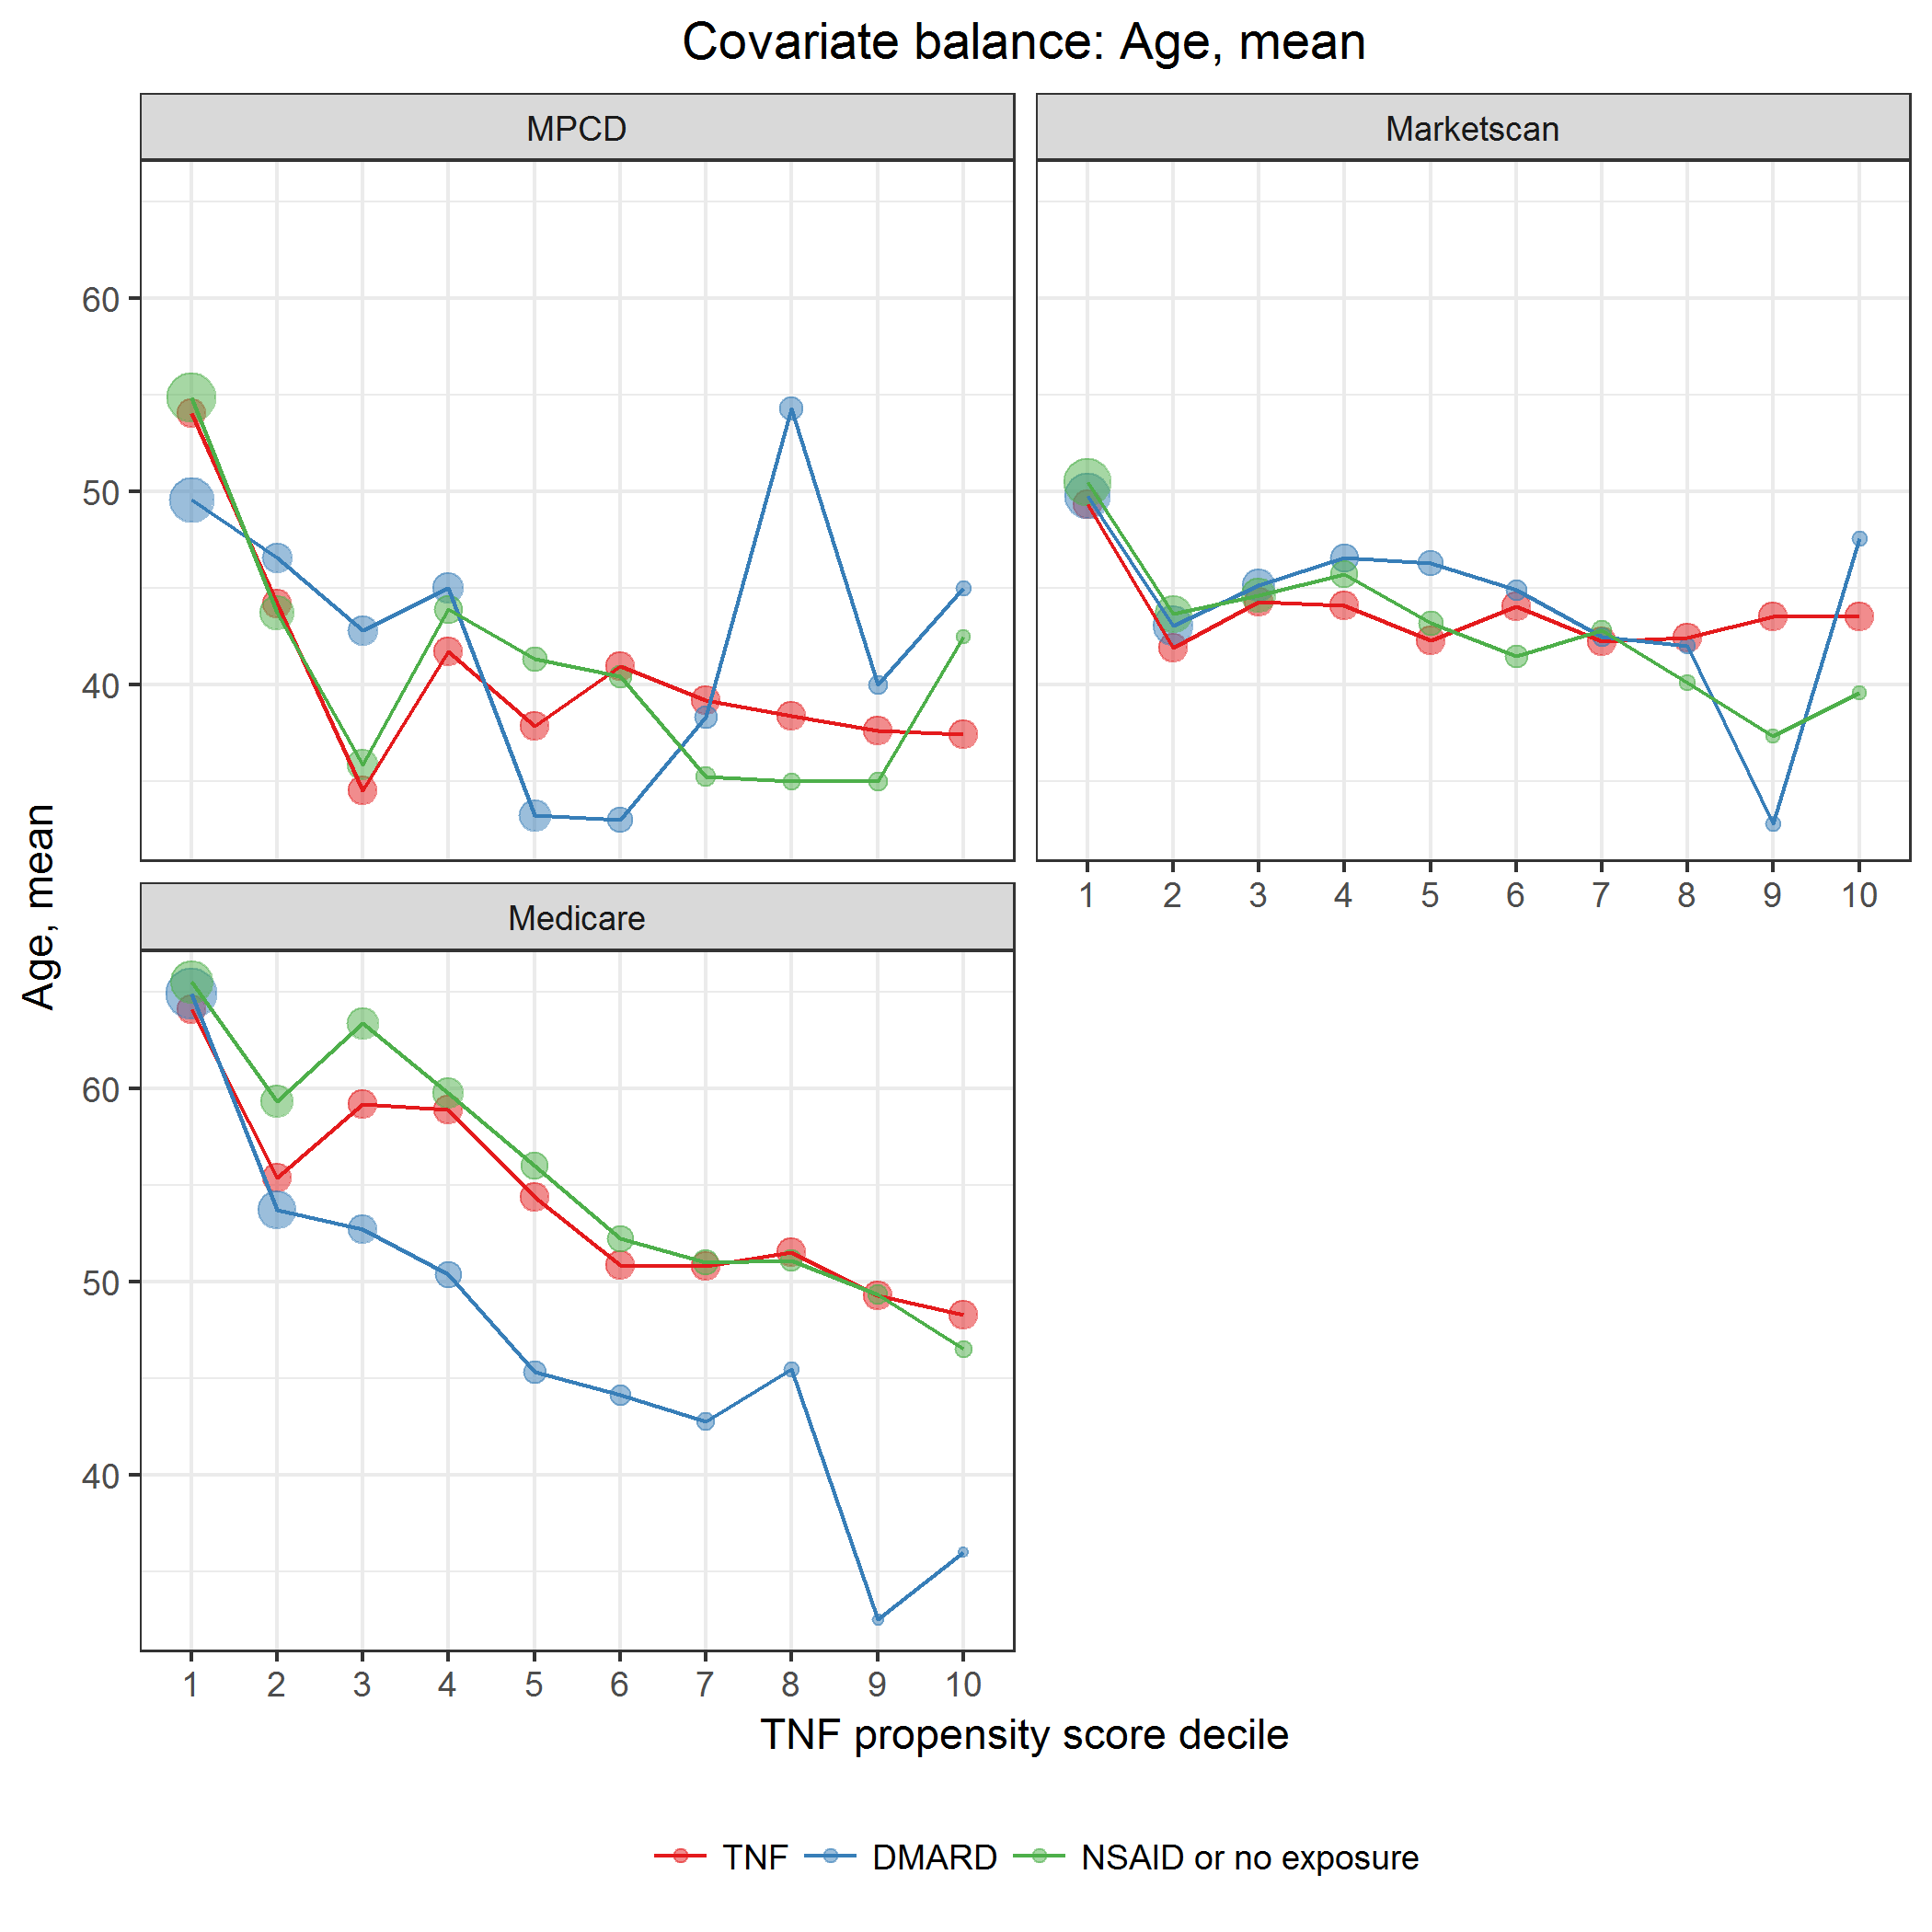 Covariate balance: Age, mean
MPCD
Marketscan
60
50
40
1 2 3 4 5 6 7 8 9 10
Medicare
60
50
40
1 2 3 4 5 6 7 8 9 10
Age, mean
TNF propensity score decile
TNF DMARD NSAID or no exposure